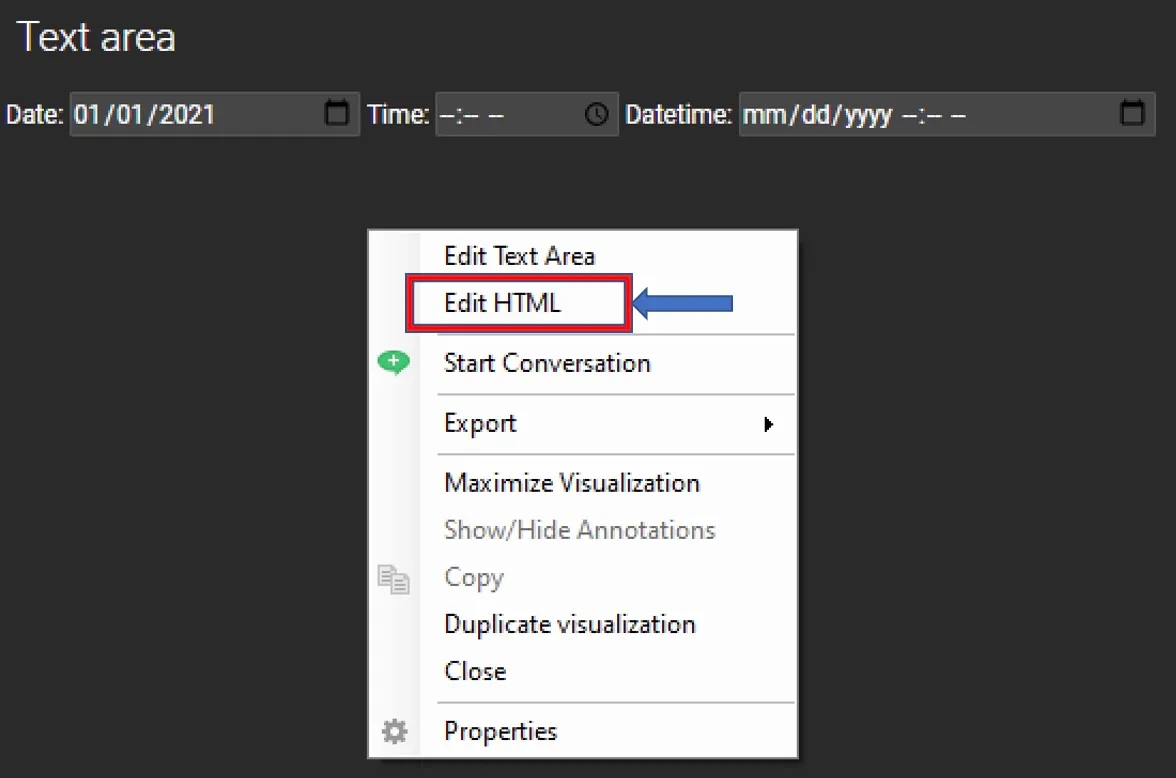 Text area
Date: 01/01/2021 Time: --:-- -- Datetime: mm/dd/yyyy --:-- --
Edit Text Area
Edit HTML
Start Conversation
Export
Maximize Visualization
Show/Hide Annotations
Copy
Duplicate visualization
Close
Properties